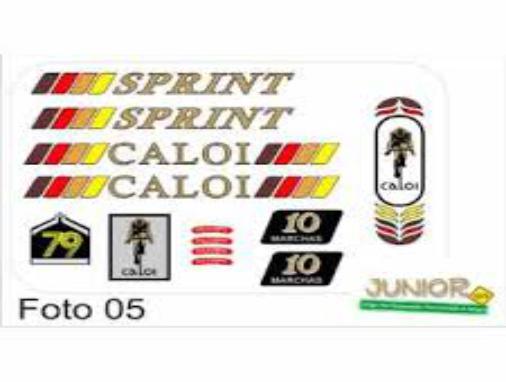 SPRINT
SPRINT
CALOI
CALOI
CALOI
79
CALOI
10
MARCHAS
10
MARCHAS
JUNIOR
Foto 05